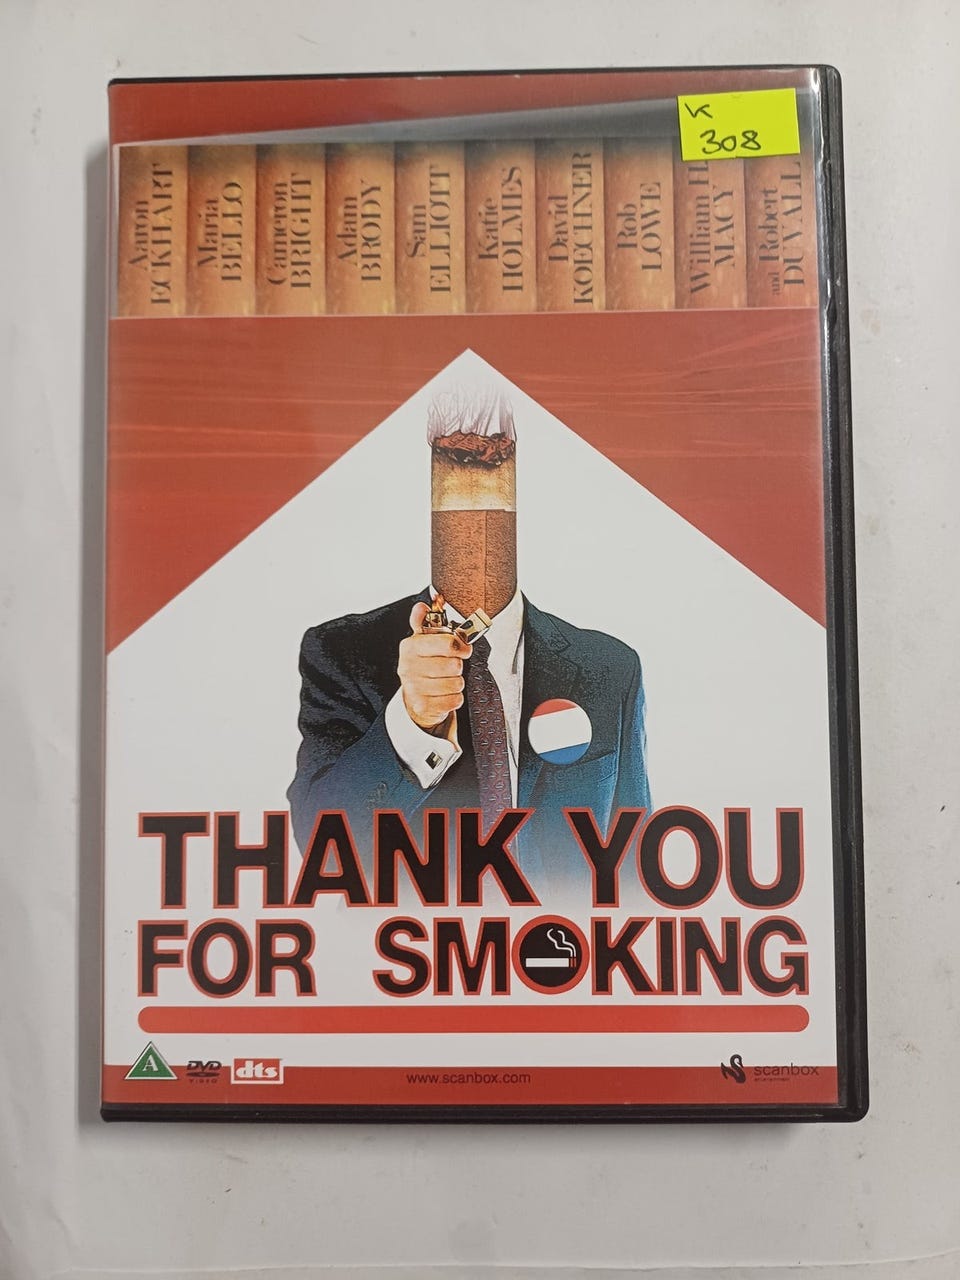 K
308
Aaron
ECKHART
Maria
BELLO
Cameron
BRIGHT
Adam
BRODY
Sam
ELLIOTT
Katie
HOLMES
David
KOECHNER
Rob
LOWE
William H.
MACY
and Robert
DUVALL
THANK YOU
FOR SMOKING
A
DVD
VIDEO
dts
www.scanbox.com
scanbox
entertainment